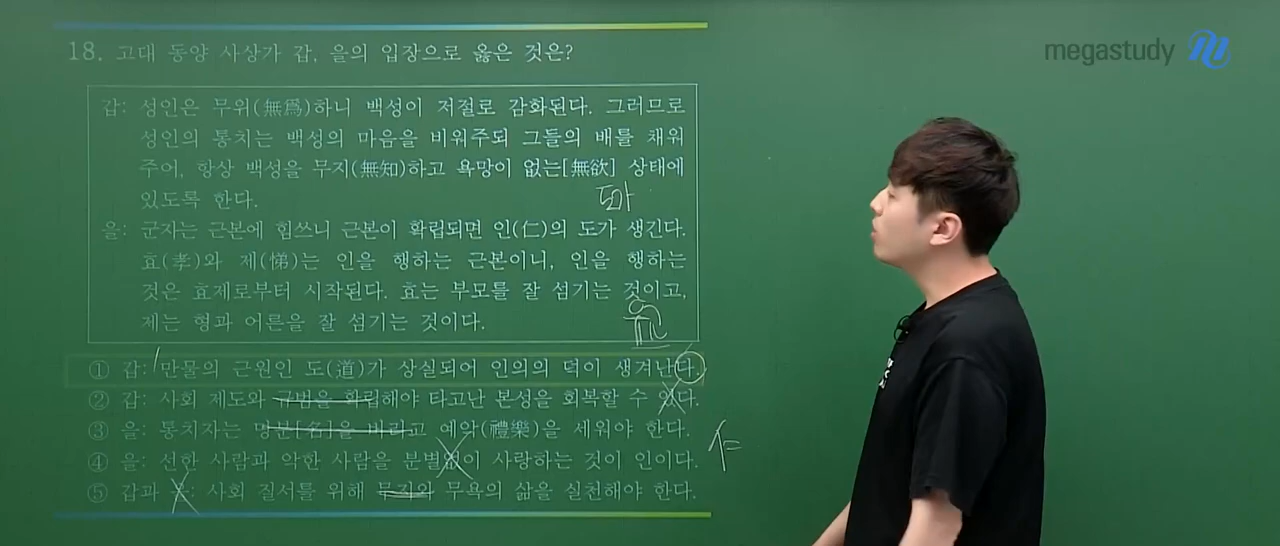 18. 고대 동양 사상가 갑, 을의 입장으로 옳은 것은?
megastudy
갑: 성인은 무위(無爲)하니 백성이 저절로 감화된다. 그러므로
성인의 통치는 백성의 마음을 비워주되 그들의 배를 채워
주어, 항상 백성을 무지(無知)하고 욕망이 없는[無欲] 상태에
있도록 한다.
도가
을: 군자는 근본에 힘쓰니 근본이 확립되면 인(仁)의 도가 생긴다.
효(孝)와 제(悌)는 인을 행하는 근본이니, 인을 행하는
것은 효제로부터 시작된다. 효는 부모를 잘 섬기는 것이고,
제는 형과 어른을 잘 섬기는 것이다.
① 갑: 만물의 근원인 도(道)가 상실되어 인의의 덕이 생겨난다.
② 갑: 사회 제도와 규범을 확립해야 타고난 본성을 회복할 수 있다.
③ 을: 통치자는 명분[名]을 버리고 예악(禮樂)을 세워야 한다.
④ 을: 선한 사람과 악한 사람을 분별없이 사랑하는 것이 인이다.
仁
⑤ 갑과 을: 사회 질서를 위해 무지와 무욕의 삶을 실천해야 한다.